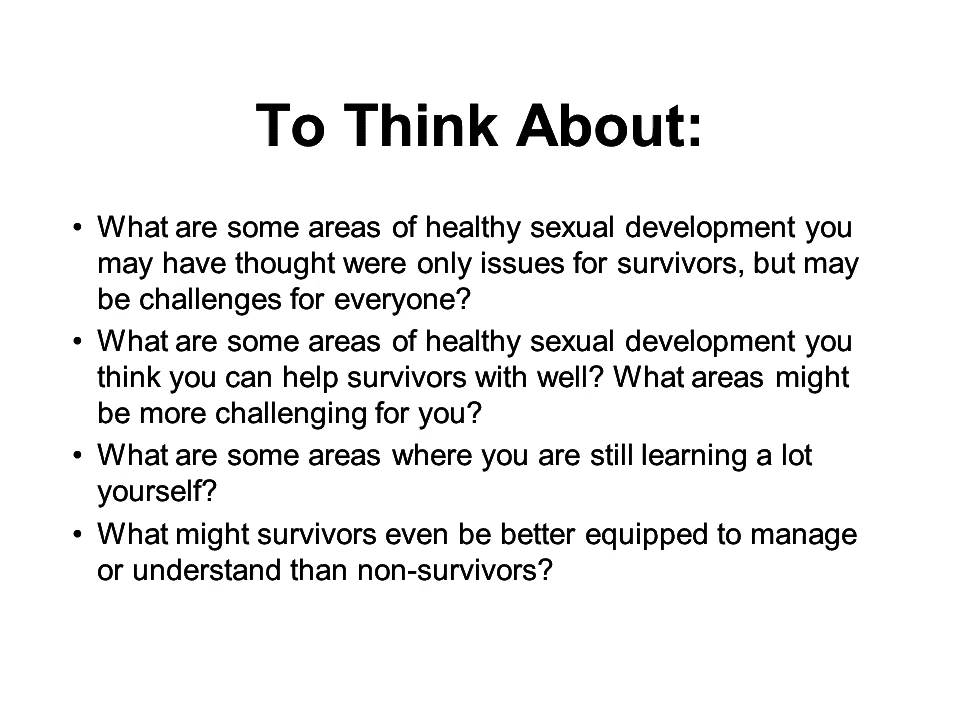 To Think About:
• What are some areas of healthy sexual development you
may have thought were only issues for survivors, but may
be challenges for everyone?
• What are some areas of healthy sexual development you
think you can help survivors with well? What areas might
be more challenging for you?
• What are some areas where you are still learning a lot
yourself?
• What might survivors even be better equipped to manage
or understand than non-survivors?